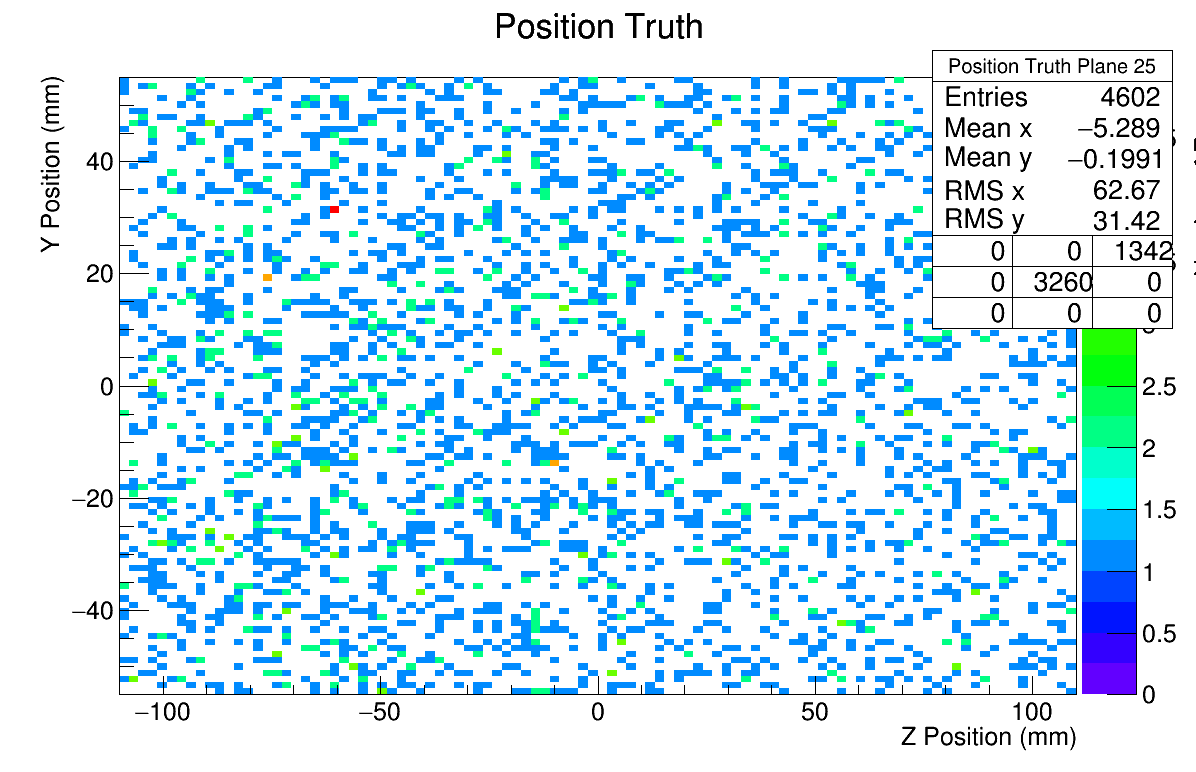 Position Truth
Position Truth Plane 25
Entries 4602
Mean x −5.289
Mean y −0.1991
RMS x 62.67
RMS y 31.42
0 0 1342
0 3260 0
0 0 0
Y Position (mm)
40
20
0
−20
−40
2.5
2
1.5
1
0.5
0
−100 −50 0 50 100
Z Position (mm)